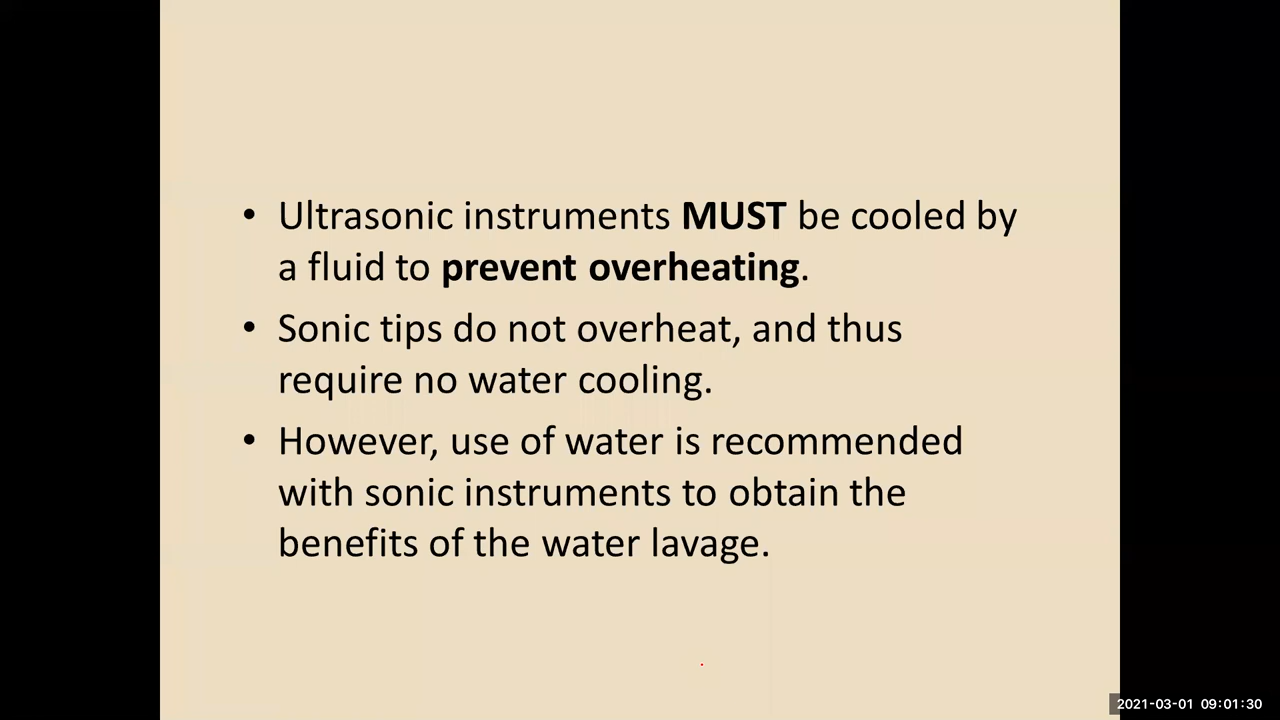 • Ultrasonic instruments MUST be cooled by
a fluid to prevent overheating.
• Sonic tips do not overheat, and thus
require no water cooling.
• However, use of water is recommended
with sonic instruments to obtain the
benefits of the water lavage.
2021-03-01 09:01:30